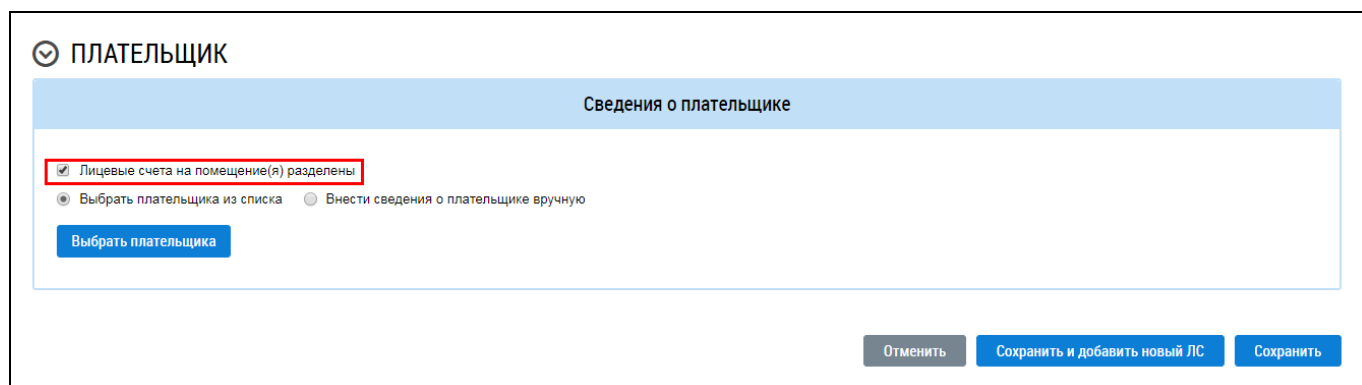 ПЛАТЕЛЬЩИК
Сведения о плательщике
Лицевые счета на помещение(я) разделены
Выбрать плательщика из списка Внести сведения о плательщике вручную
Выбрать плательщика
Отменить Сохранить и добавить новый ЛС Сохранить